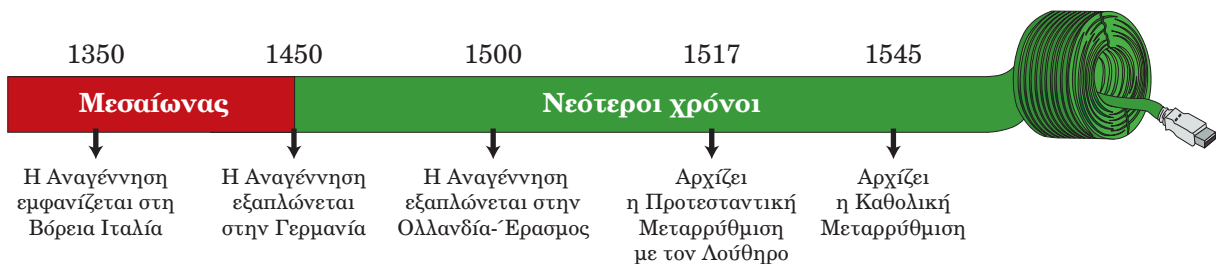 1350 1450 1500 1517 1545
Μεσαίωνας Νεότεροι χρόνοι
Η Αναγέννηση
εμφανίζεται στη
Βόρεια Ιταλία
Η Αναγέννηση
εξαπλώνεται
στην Γερμανία
Η Αναγέννηση
εξαπλώνεται στην
Ολλανδία-Έρασμος
Αρχίζει
η Προτεσταντική
Μεταρρύθμιση
με τον Λούθηρο
Αρχίζει
η Καθολική
Μεταρρύθμιση